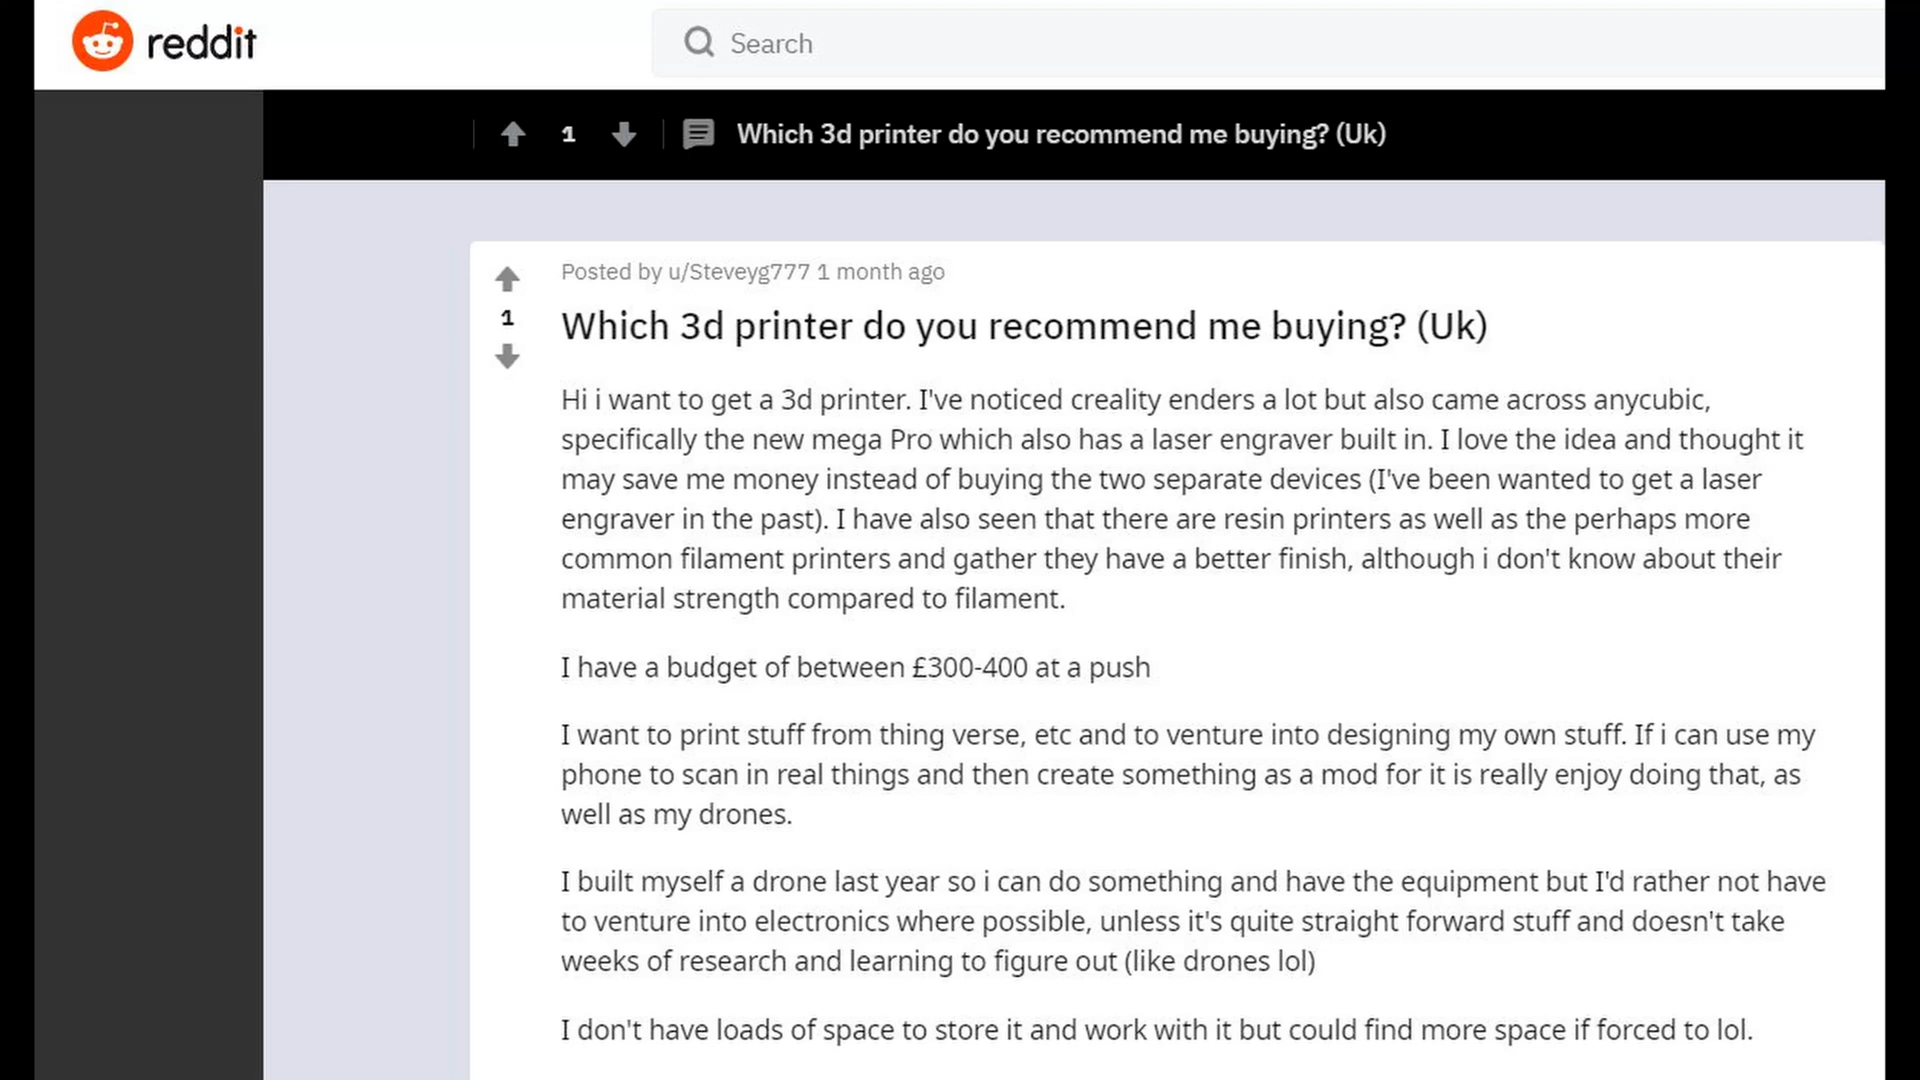 reddit
Search
1
Which 3d printer do you recommend me buying? (Uk)
Posted by u/Steveyg777 1 month ago
1
Which 3d printer do you recommend me buying? (Uk)
Hi i want to get a 3d printer. I've noticed creality enders a lot but also came across anycubic,
specifically the new mega Pro which also has a laser engraver built in. I love the idea and thought it
may save me money instead of buying the two separate devices (I've been wanted to get a laser
engraver in the past). I have also seen that there are resin printers as well as the perhaps more
common filament printers and gather they have a better finish, although i don't know about their
material strength compared to filament.
I have a budget of between £300-400 at a push
I want to print stuff from thing verse, etc and to venture into designing my own stuff. If i can use my
phone to scan in real things and then create something as a mod for it is really enjoy doing that, as
well as my drones.
I built myself a drone last year so i can do something and have the equipment but I'd rather not have
to venture into electronics where possible, unless it's quite straight forward stuff and doesn't take
weeks of research and learning to figure out (like drones lol)
I don't have loads of space to store it and work with it but could find more space if forced to lol.